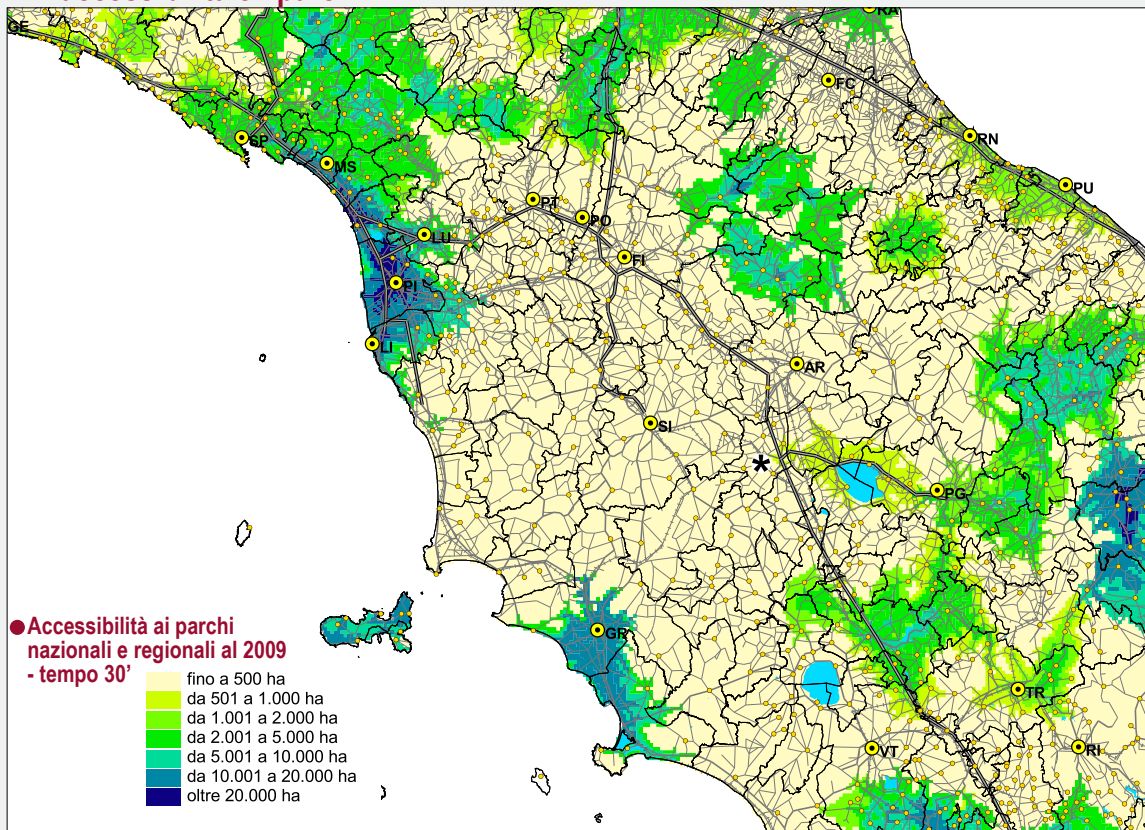 GE
RA
FC
RN
SP
MS
PU
PT
PO
LU
FI
PI
LI
AR
SI
*
PG
GR
TR
VT
RI
Accessibilità ai parchi
nazionali e regionali al 2009
- tempo 30’
fino a 500 ha
da 501 a 1.000 ha
da 1.001 a 2.000 ha
da 2.001 a 5.000 ha
da 5.001 a 10.000 ha
da 10.001 a 20.000 ha
oltre 20.000 ha